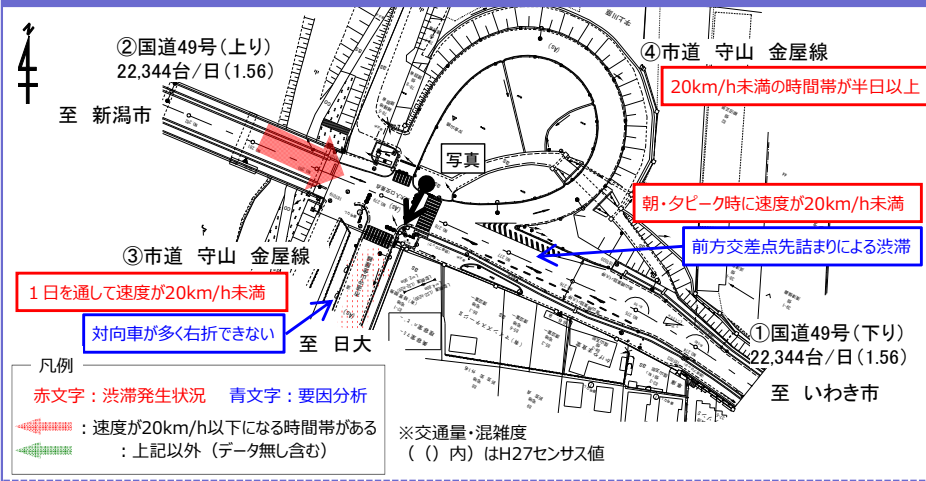 ②国道49号(上り)
22,344台/日(1.56)
④市道 守山 金屋線
20km/h未満の時間帯が半日以上
至 新潟市
写真
朝・夕ピーク時に速度が20km/h未満
前方交差点先詰まりによる渋滞
③市道 守山 金屋線
1日を通して速度が20km/h未満
対向車が多く右折できない
至 日大
①国道49号(下り)
22,344台/日(1.56)
至 いわき市
凡例
赤文字：渋滞発生状況 青文字：要因分析
：速度が20km/h以下になる時間帯がある
：上記以外（データ無し含む）
※交通量・混雑度
（（）内）はH27センサス値